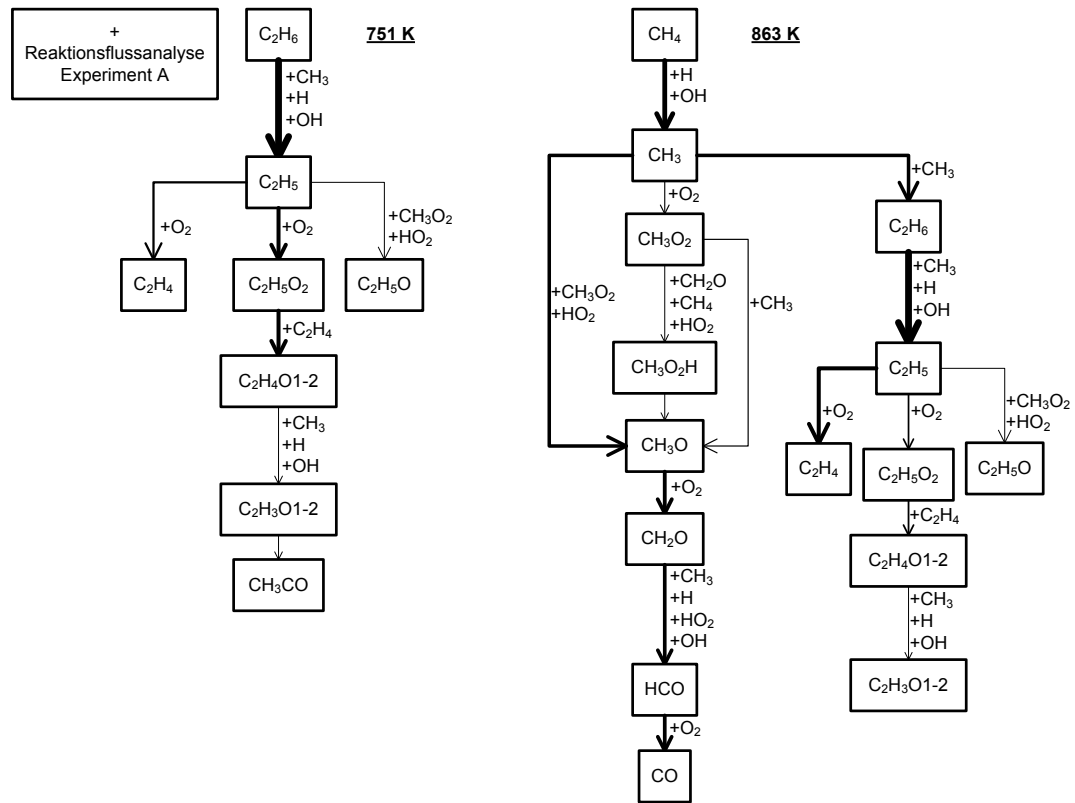 +
Reaktionsflussanalyse
Experiment A
751 K
C₂H₆
+CH₃
+H
+OH
C₂H₅
+O₂
+O₂
+CH₃O₂
+HO₂
C₂H₄
C₂H₅O₂
C₂H₅O
+C₂H₄
C₂H₄O1-2
+CH₃
+H
+OH
C₂H₃O1-2
CH₃CO
863 K
CH₄
+H
+OH
CH₃
+O₂
+CH₃
CH₃O₂
C₂H₆
+CH₃O₂
+HO₂
+CH₂O
+CH₄
+HO₂
+CH₃
CH₃O₂H
CH₃O
+O₂
CH₂O
+CH₃
+H
+HO₂
+OH
HCO
+O₂
CO
+CH₃
+H
+OH
C₂H₅
+O₂
+O₂
+CH₃O₂
+HO₂
C₂H₄
C₂H₅O₂
C₂H₅O
+C₂H₄
C₂H₄O1-2
+CH₃
+H
+OH
C₂H₃O1-2